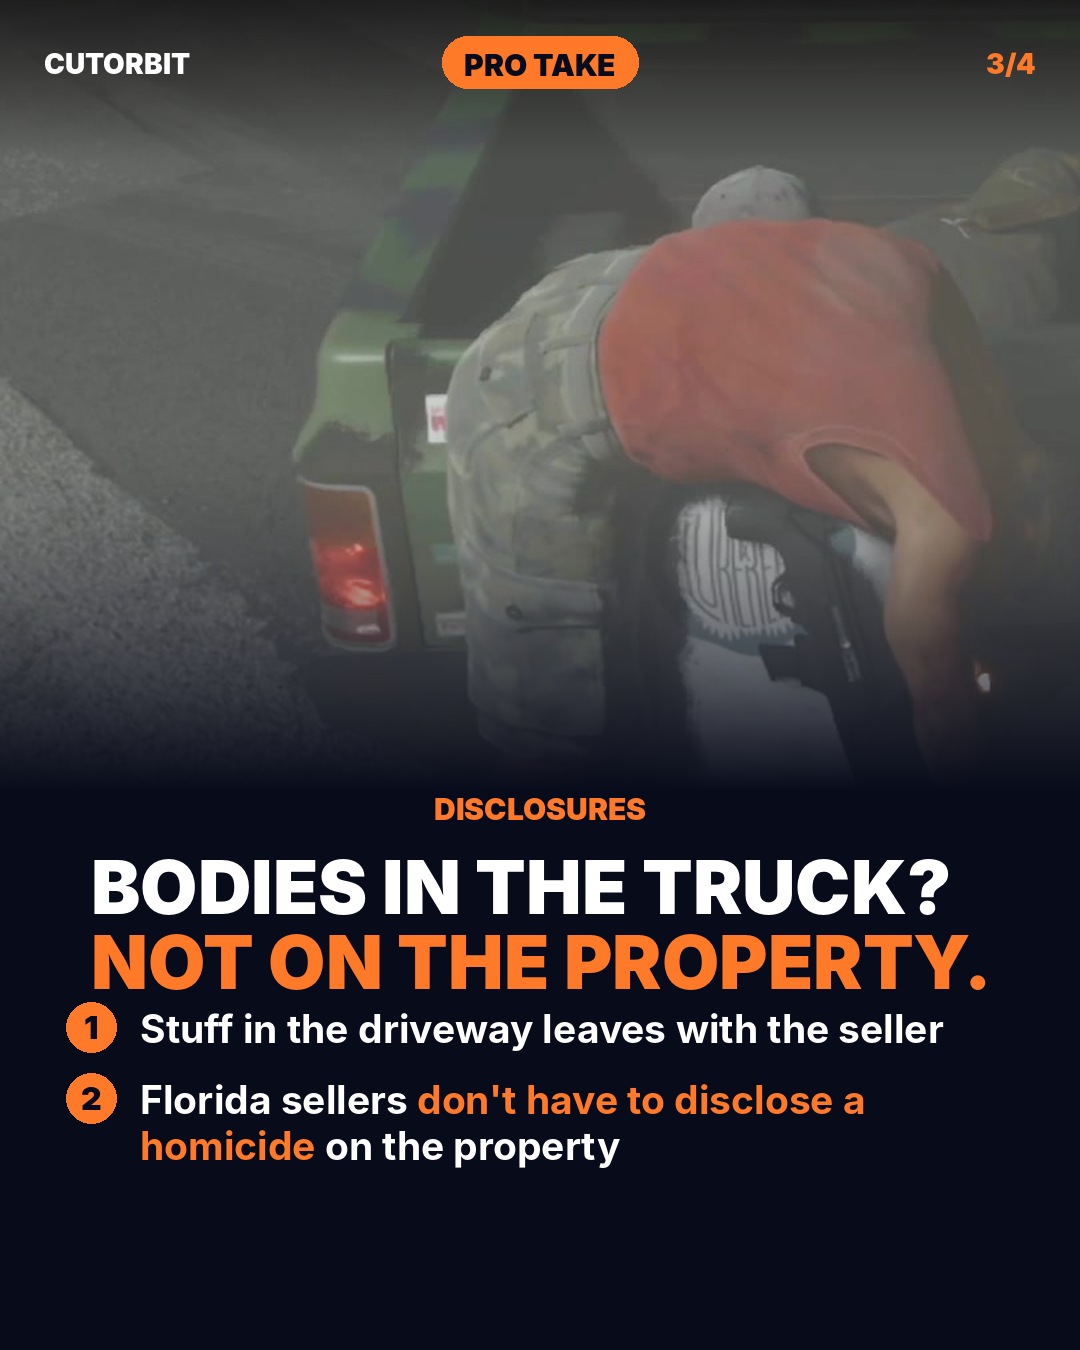 CUTORBIT
PRO TAKE
3/4
DISCLOSURES
BODIES IN THE TRUCK?
NOT ON THE PROPERTY.
1 Stuff in the driveway leaves with the seller
2 Florida sellers don't have to disclose a
homicide on the property